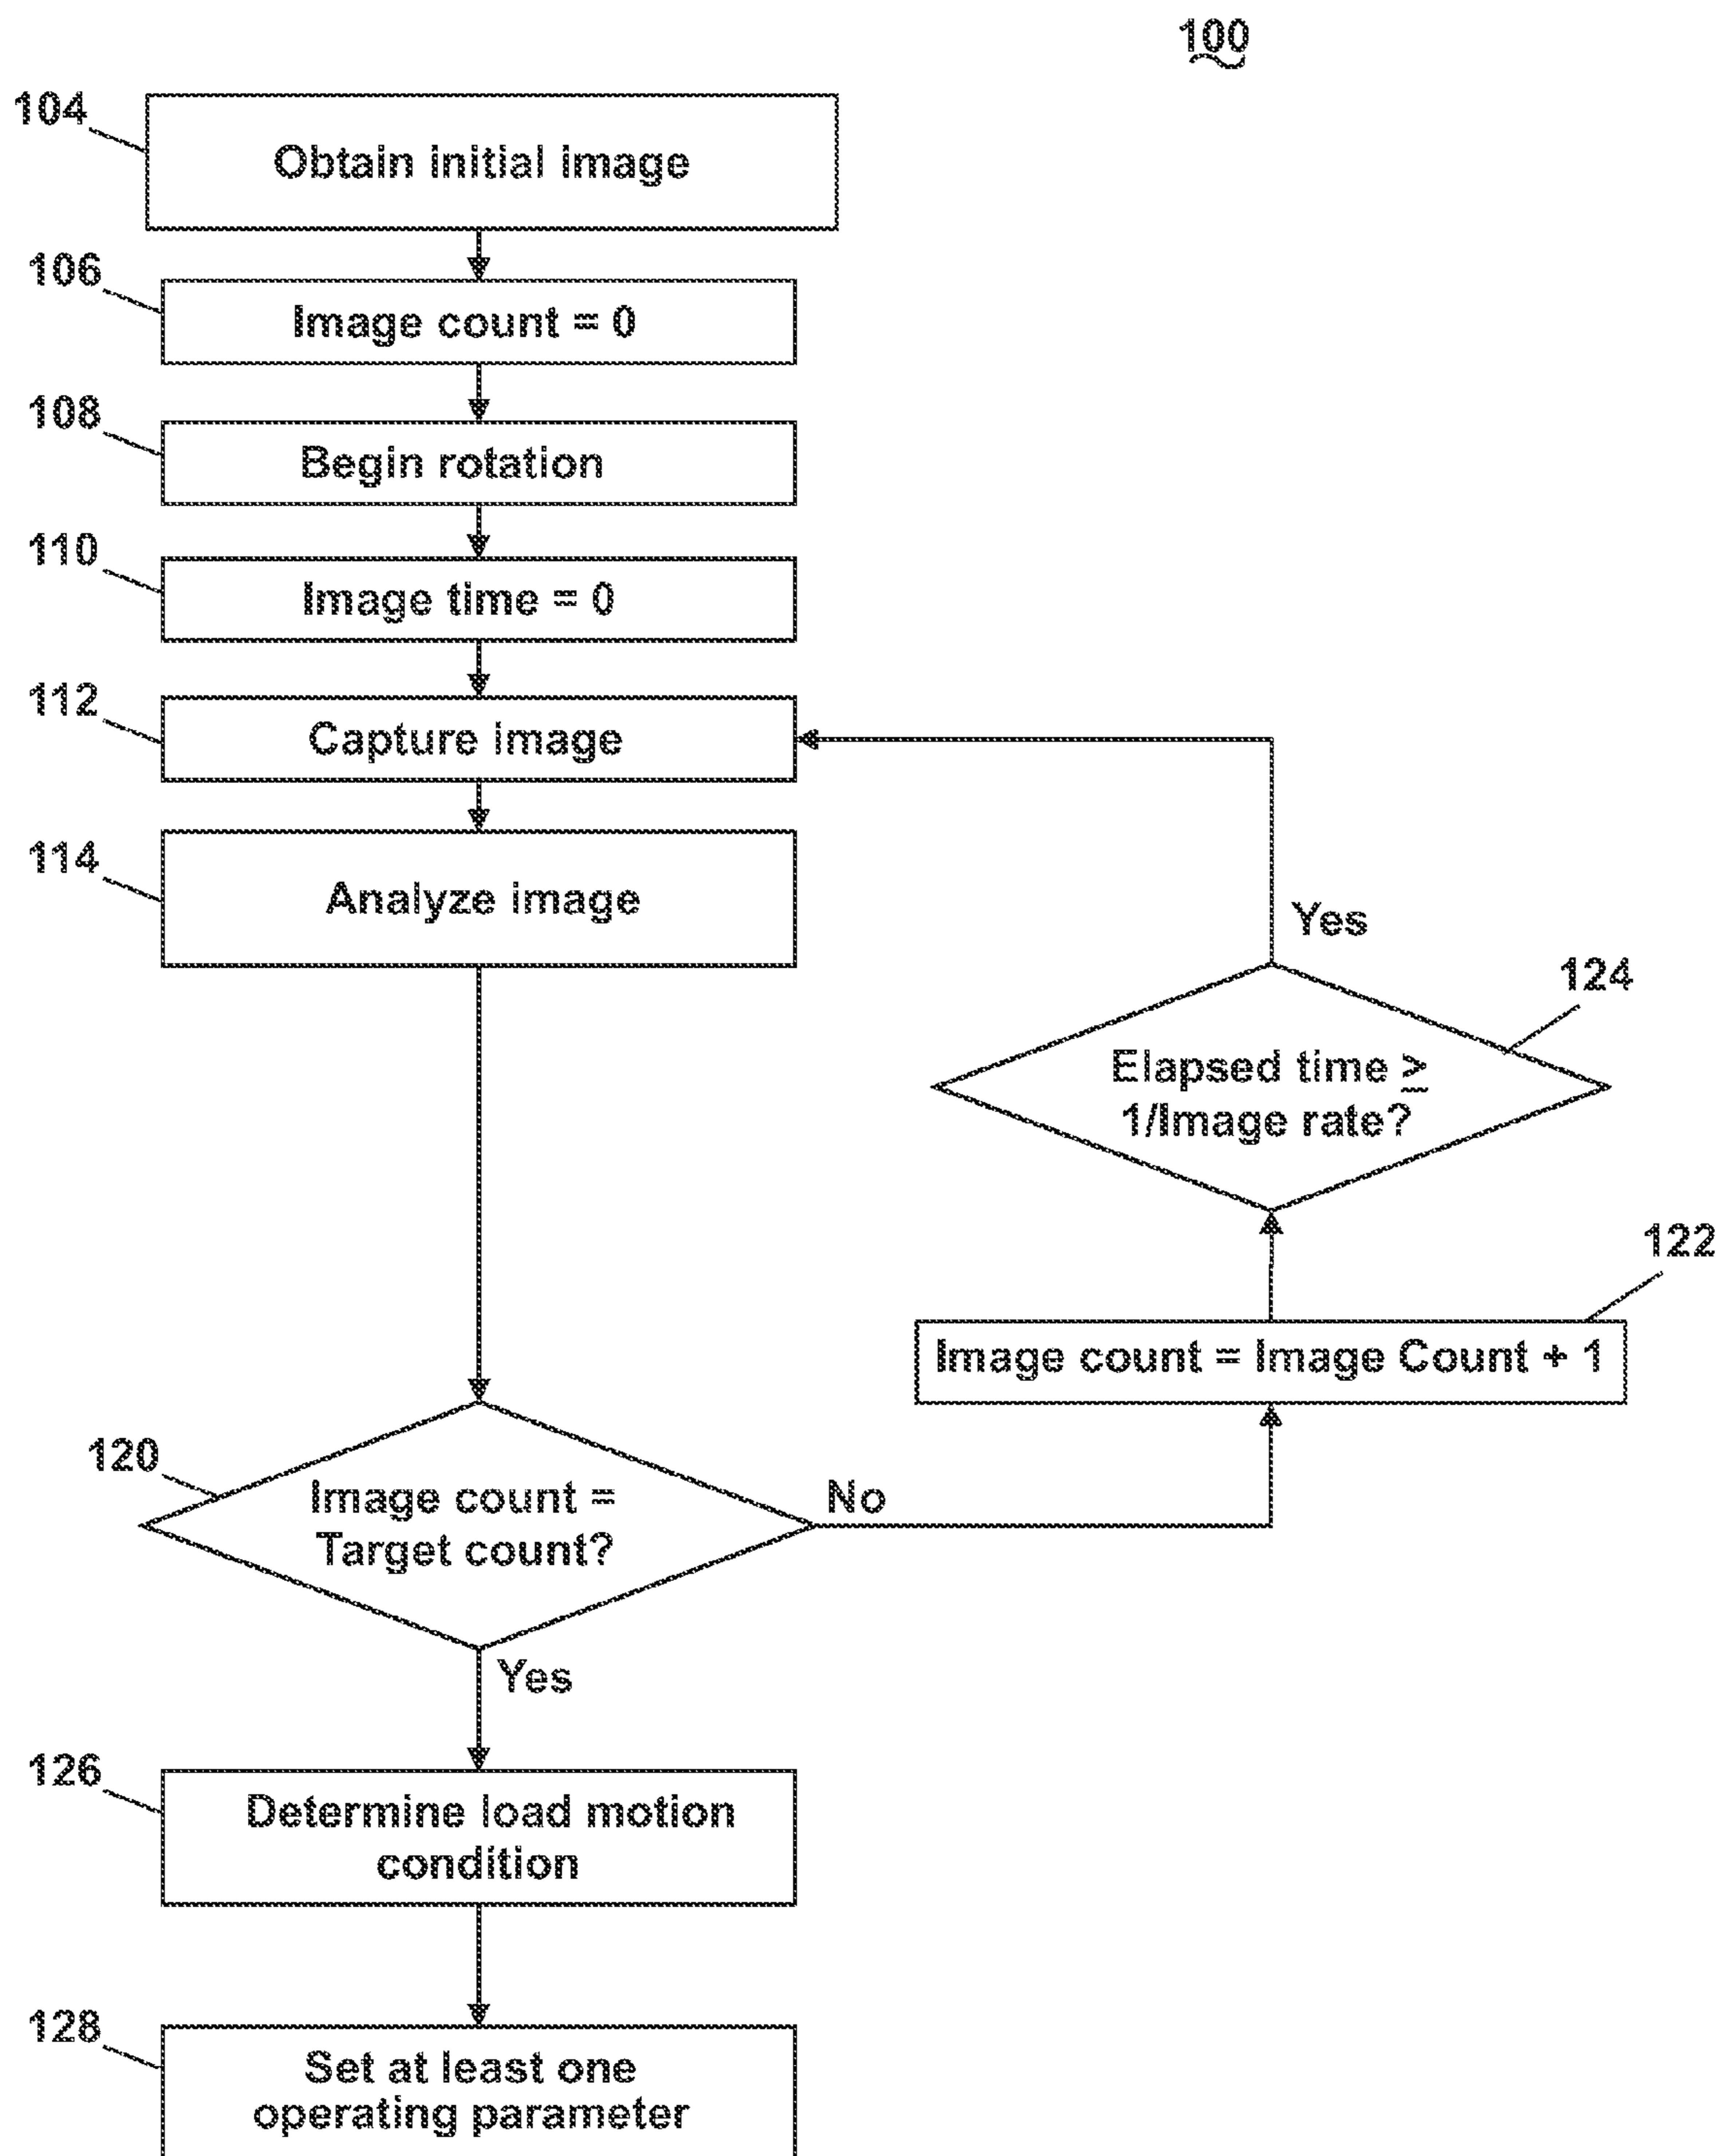 100
104
Obtain initial image
106
Image count = 0
108
Begin rotation
110
Image time = 0
112
Capture image
114
Analyze image
Yes
124
Elapsed time ≥
1/Image rate?
122
Image count = Image Count + 1
120
Image count =
Target count?
No
Yes
126
Determine load motion
condition
128
Set at least one
operating parameter